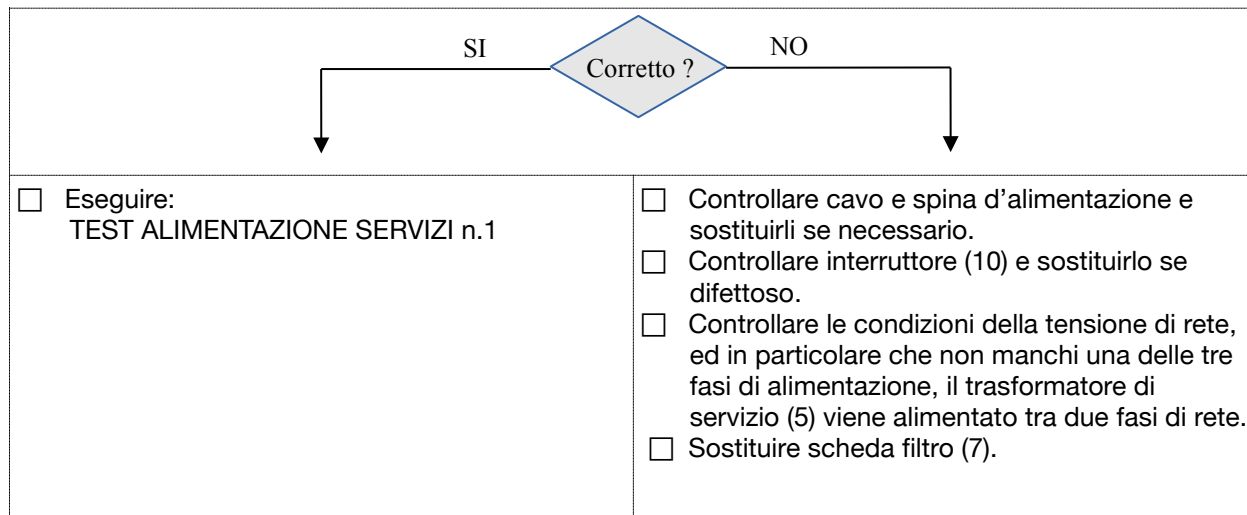 SI
Corretto ?
NO
☐ Eseguire:
TEST ALIMENTAZIONE SERVIZI n.1
☐ Controllare cavo e spina d’alimentazione e
sostituirli se necessario.
☐ Controllare interruttore (10) e sostituirlo se
difettoso.
☐ Controllare le condizioni della tensione di rete,
ed in particolare che non manchi una delle tre
fasi di alimentazione, il trasformatore di
servizio (5) viene alimentato tra due fasi di rete.
☐ Sostituire scheda filtro (7).